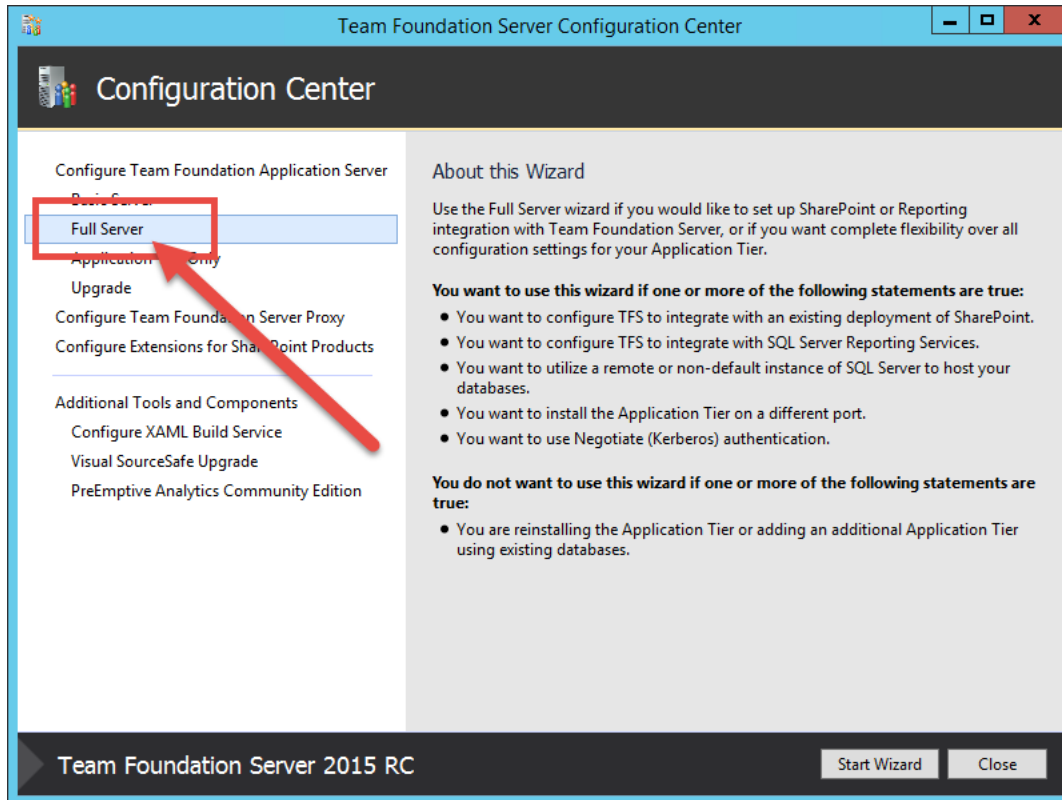 Team Foundation Server Configuration Center
Configuration Center
Configure Team Foundation Application Server
Basic Server
Full Server
Application Only
Upgrade
Configure Team Foundation Server Proxy
Configure Extensions for SharePoint Products
Additional Tools and Components
Configure XAML Build Service
Visual SourceSafe Upgrade
PreEmptive Analytics Community Edition
About this Wizard
Use the Full Server wizard if you would like to set up SharePoint or Reporting
integration with Team Foundation Server, or if you want complete flexibility over all
configuration settings for your Application Tier.
You want to use this wizard if one or more of the following statements are true:
● You want to configure TFS to integrate with an existing deployment of SharePoint.
● You want to configure TFS to integrate with SQL Server Reporting Services.
● You want to utilize a remote or non-default instance of SQL Server to host your
databases.
● You want to install the Application Tier on a different port.
● You want to use Negotiate (Kerberos) authentication.
You do not want to use this wizard if one or more of the following statements are
true:
● You are reinstalling the Application Tier or adding an additional Application Tier
using existing databases.
Team Foundation Server 2015 RC
Start Wizard
Close